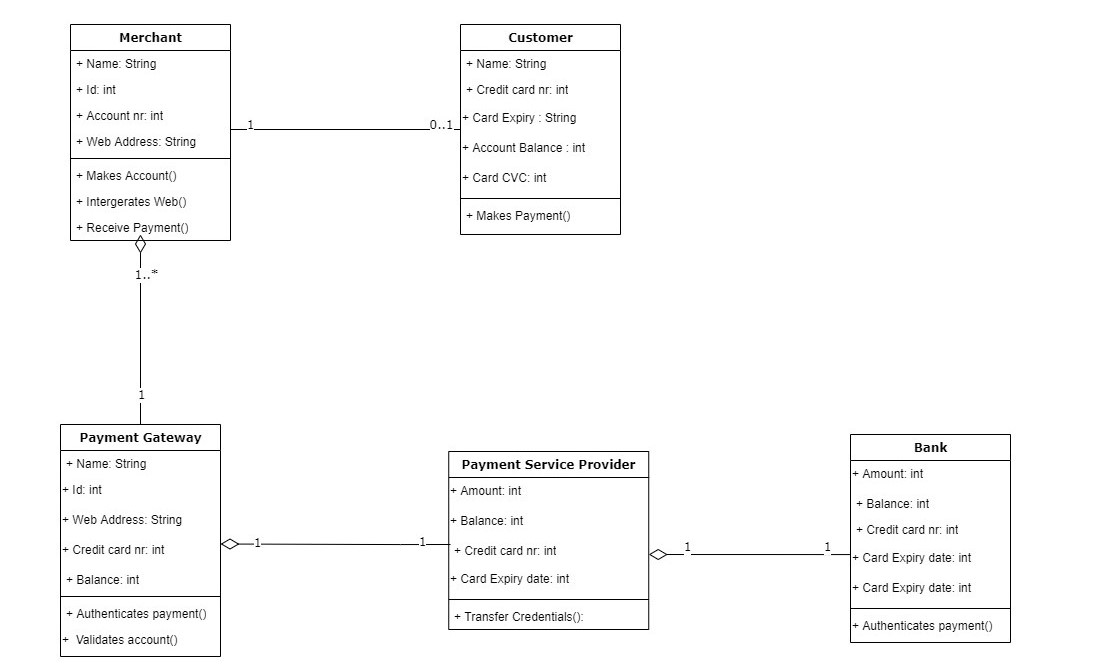 Merchant
+ Name: String
+ Id: int
+ Account nr: int
+ Web Address: String
+ Makes Account()
+ Intergerates Web()
+ Receive Payment()
1
0..1
Customer
+ Name: String
+ Credit card nr: int
+ Card Expiry : String
+ Account Balance : int
+ Card CVC: int
+ Makes Payment()
1..*
1
Payment Gateway
+ Name: String
+ Id: int
+ Web Address: String
+ Credit card nr: int
+ Balance: int
+ Authenticates payment()
+ Validates account()
1
1
Payment Service Provider
+ Amount: int
+ Balance: int
+ Credit card nr: int
+ Card Expiry date: int
+ Transfer Credentials():
1
1
Bank
+ Amount: int
+ Balance: int
+ Credit card nr: int
+ Card Expiry date: int
+ Card Expiry date: int
+ Authenticates payment()